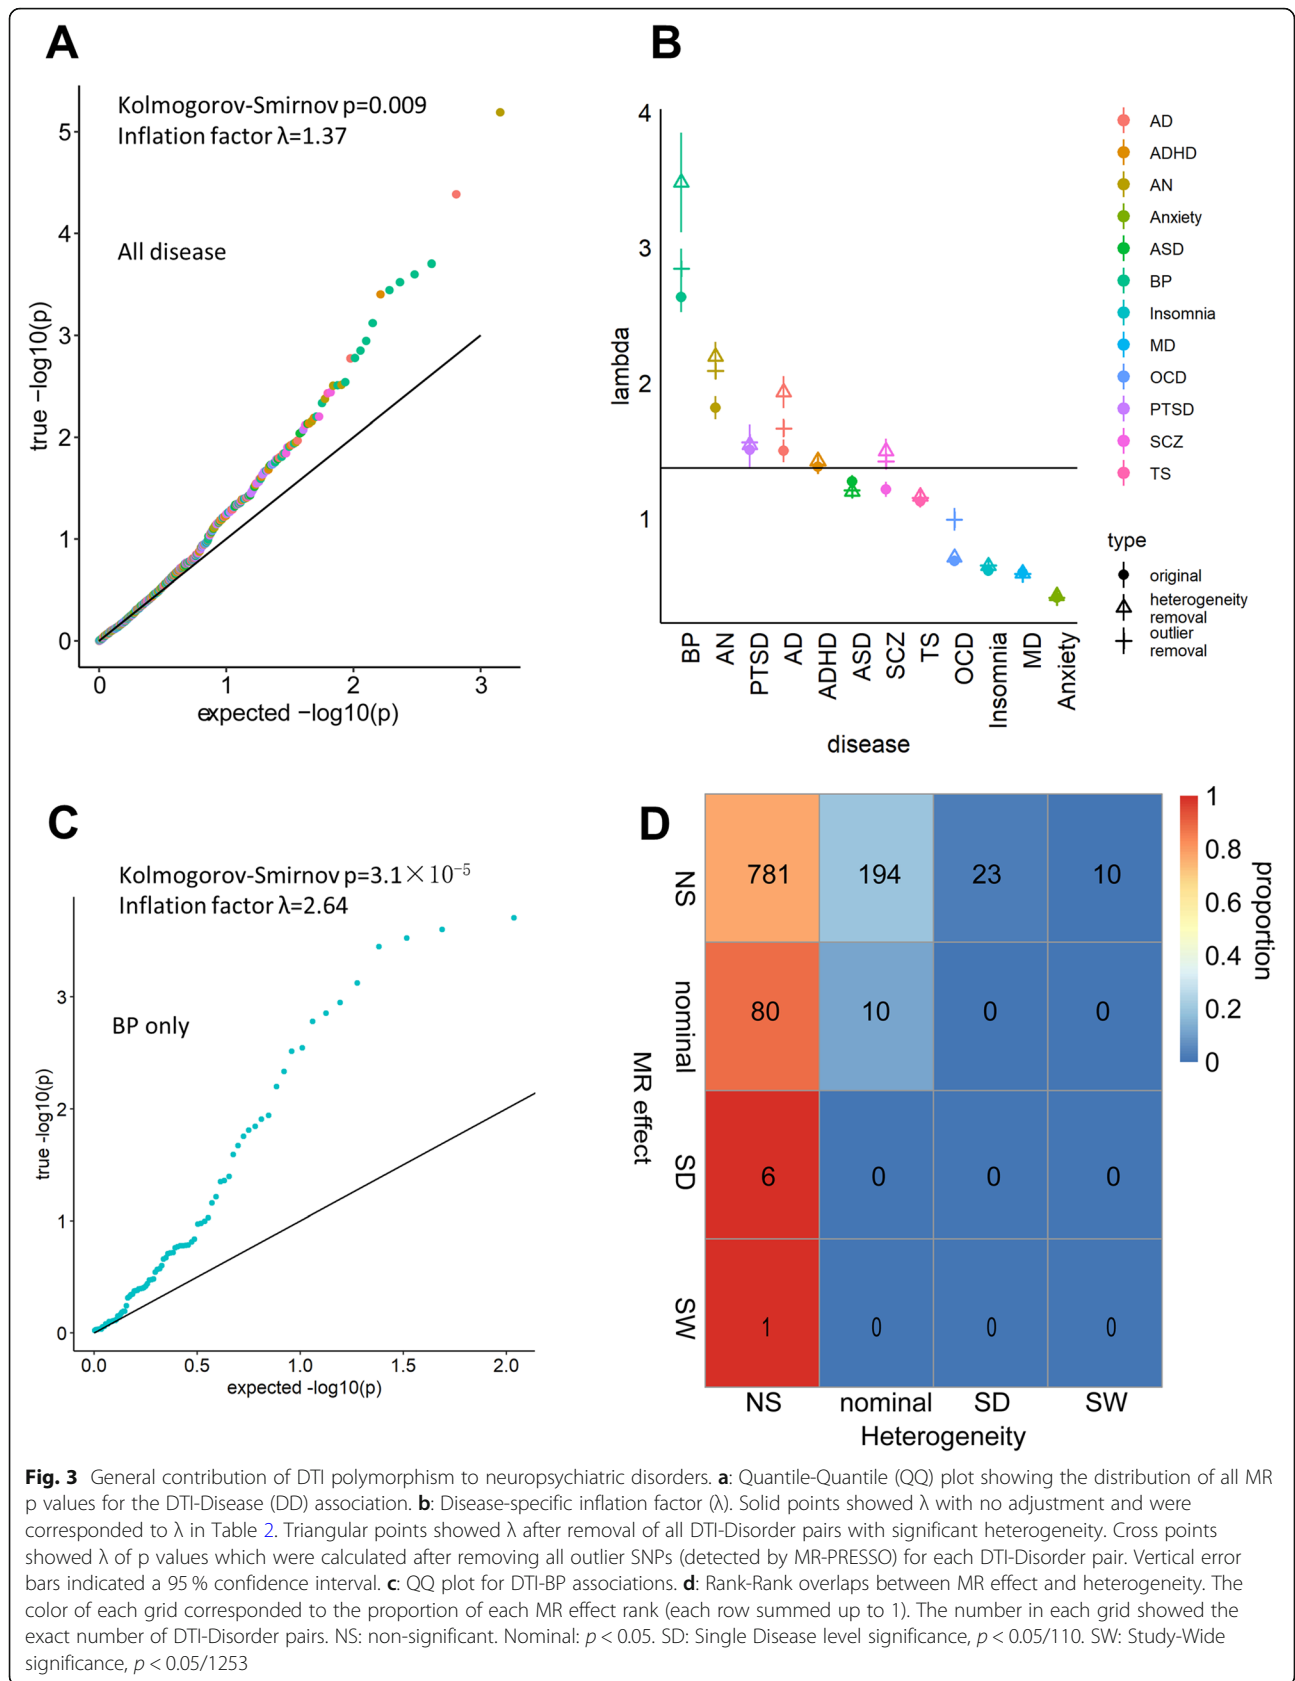 A
Kolmogorov-Smirnov p=0.009
Inflation factor λ=1.37
All disease
5
4
3
2
1
0
true −log10(p)
0 1 2 3
expected −log10(p)
B
4
3
2
1
lambda
BP
AN
PTSD
AD
ADHD
ASD
SCZ
TS
OCD
Insomnia
MD
Anxiety
disease
AD
ADHD
AN
Anxiety
ASD
BP
Insomnia
MD
OCD
PTSD
SCZ
TS
type
original
heterogeneity
removal
outlier
removal
C
Kolmogorov-Smirnov p=3.1×10⁻⁵
Inflation factor λ=2.64
BP only
3
2
1
0
true -log10(p)
0.0 0.5 1.0 1.5 2.0
expected -log10(p)
D
NS 781 194 23 10
nominal 80 10 0 0
SD 6 0 0 0
SW 1 0 0 0
MR effect
NS nominal SD SW
Heterogeneity
1
0.8
0.6
0.4
0.2
0
proportion
Fig. 3 General contribution of DTI polymorphism to neuropsychiatric disorders. a: Quantile-Quantile (QQ) plot showing the distribution of all MR
p values for the DTI-Disease (DD) association. b: Disease-specific inflation factor (λ). Solid points showed λ with no adjustment and were
corresponded to λ in Table 2. Triangular points showed λ after removal of all DTI-Disorder pairs with significant heterogeneity. Cross points
showed λ of p values which were calculated after removing all outlier SNPs (detected by MR-PRESSO) for each DTI-Disorder pair. Vertical error
bars indicated a 95 % confidence interval. c: QQ plot for DTI-BP associations. d: Rank-Rank overlaps between MR effect and heterogeneity. The
color of each grid corresponded to the proportion of each MR effect rank (each row summed up to 1). The number in each grid showed the
exact number of DTI-Disorder pairs. NS: non-significant. Nominal: p < 0.05. SD: Single Disease level significance, p < 0.05/110. SW: Study-Wide
significance, p < 0.05/1253